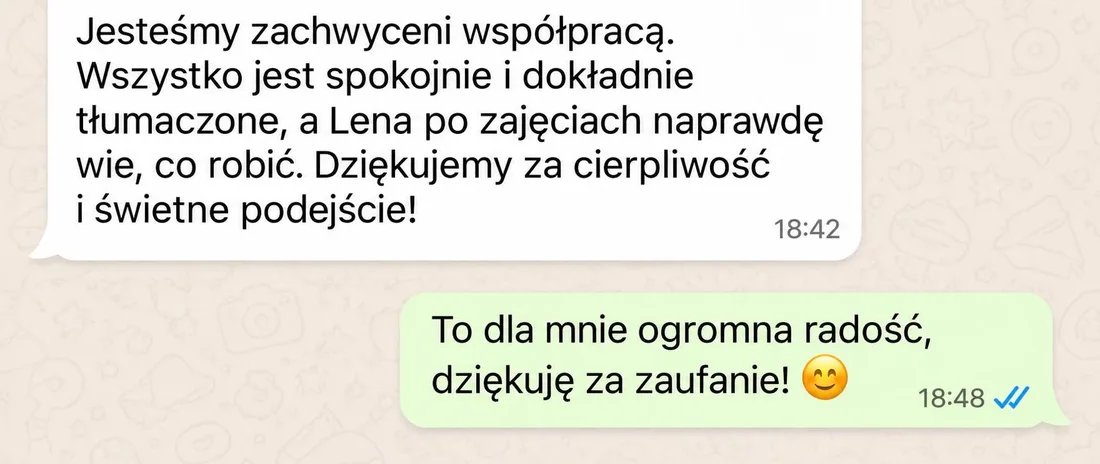 Jesteśmy zachwyceni współpracą.
Wszystko jest spokojnie i dokładnie
tłumaczone, a Lena po zajęciach naprawdę
wie, co robić. Dziękujemy za cierpliwość
i świetne podejście!
18:42
To dla mnie ogromna radość,
dziękuję za zaufanie! 😊
18:48